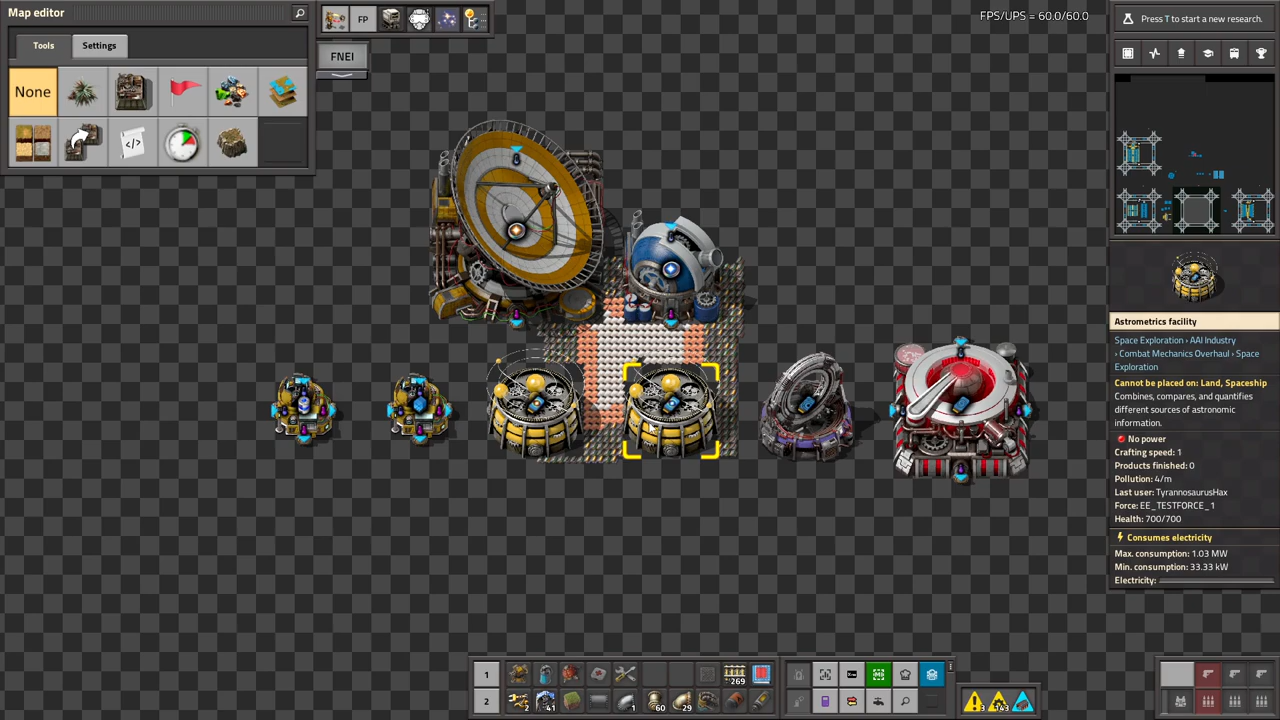 Map editor
Tools
Settings
None
FP
FNEI
FPS/UPS = 60.0/60.0
Press T to start a new research.
Astrometrics facility
Space Exploration › AAI Industry
› Combat Mechanics Overhaul › Space
Exploration
Cannot be placed on: Land, Spaceship
Combines, compares, and quantifies
different sources of astronomic
information.
No power
Crafting speed: 1
Products finished: 0
Pollution: 4/m
Last user: TyrannosaurusHax
Force: EE_TESTFORCE_1
Health: 700/700
Consumes electricity
Max. consumption: 1.03 MW
Min. consumption: 33.33 kW
Electricity:
1
269
2
41
1
60
29